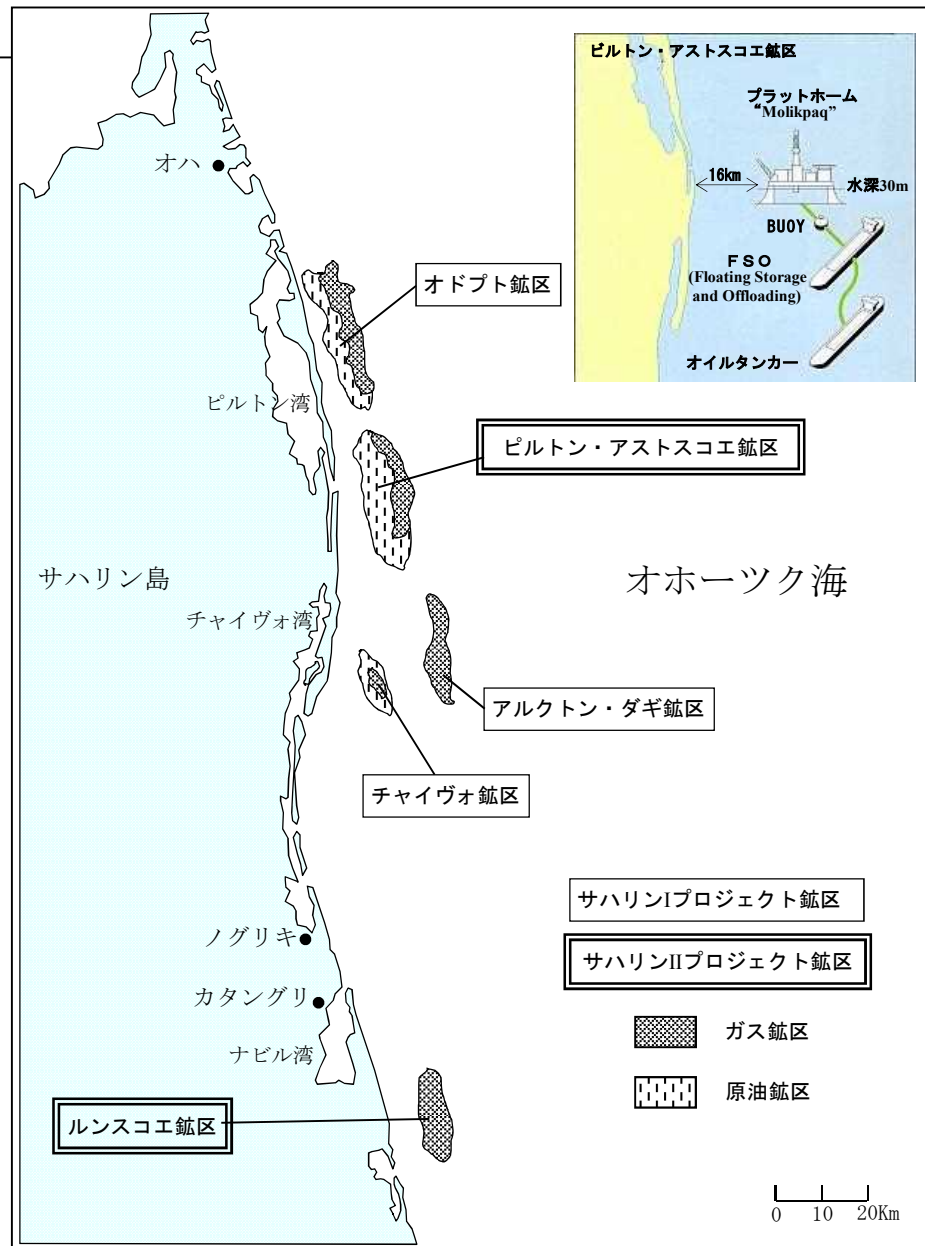 ピルトン・アストスコエ鉱区
プラットホーム
“Molikpaq”
16km
水深30m
BUOY
FSO
(Floating Storage
and Offloading)
オイルタンカー
オハ
オドプト鉱区
ピルトン湾
ピルトン・アストスコエ鉱区
サハリン島
オホーツク海
チャイヴォ湾
アルクトン・ダギ鉱区
チャイヴォ鉱区
サハリンIプロジェクト鉱区
ノグリキ
サハリンIIプロジェクト鉱区
カタングリ
ガス鉱区
ナビル湾
原油鉱区
ルンスコエ鉱区
0 10 20Km